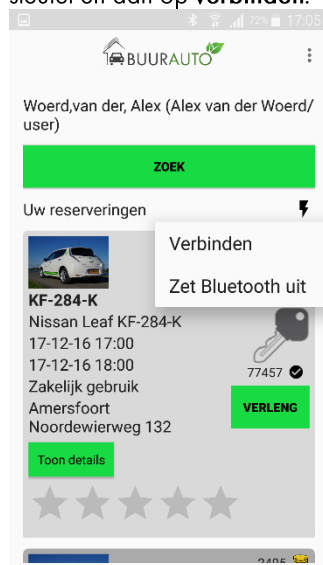 sleutel en dan op verbinden.
72% 17:05
BUURAUTO
Woerd,van der, Alex (Alex van der Woerd/
user)
ZOEK
Uw reserveringen
Verbinden
Zet Bluetooth uit
KF-284-K
Nissan Leaf KF-284-K
17-12-16 17:00
17-12-16 18:00
Zakelijk gebruik
Amersfoort
Noordewierweg 132
77457
VERLENG
Toon details
2405